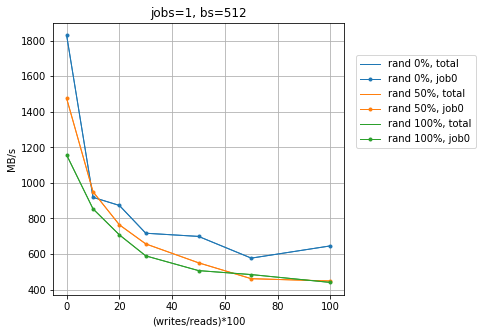 jobs=1, bs=512
1800
1600
1400
1200
1000
800
600
400
MB/s
0
20
40
60
80
100
(writes/reads)*100
rand 0%, total
rand 0%, job0
rand 50%, total
rand 50%, job0
rand 100%, total
rand 100%, job0